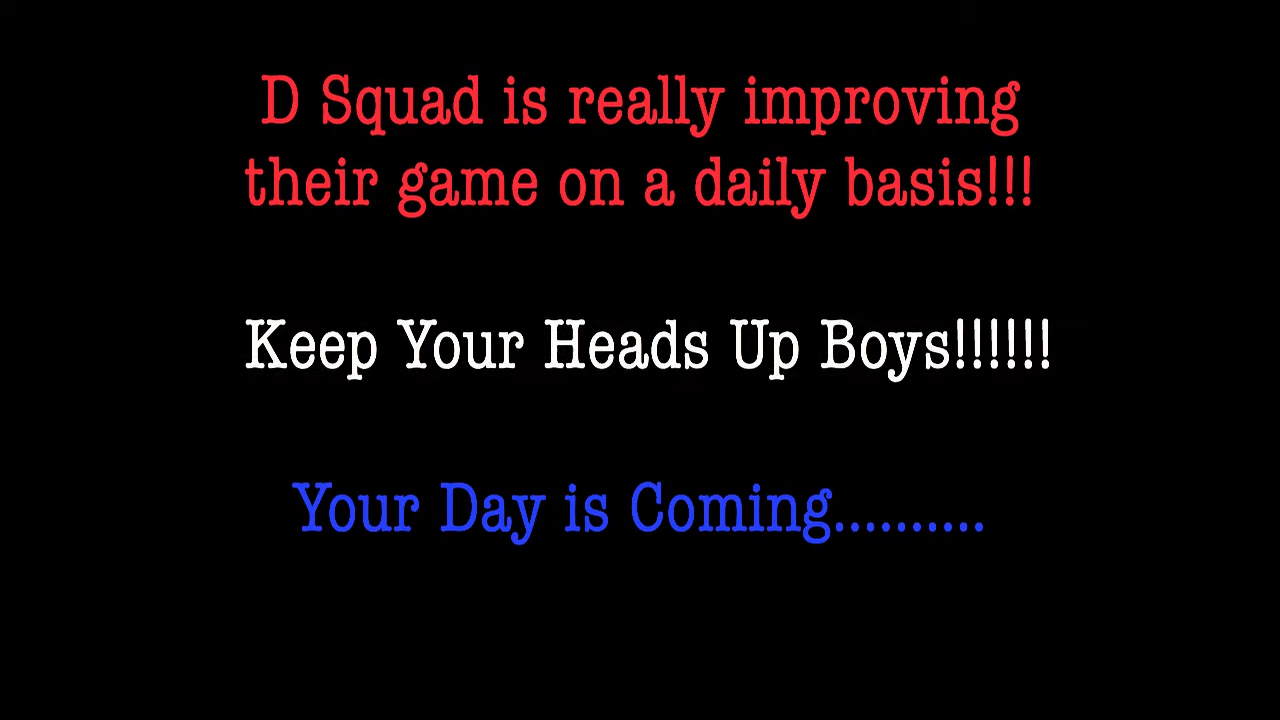 D Squad is really improving
their game on a daily basis!!!
Keep Your Heads Up Boys!!!!!!
Your Day is Coming..........